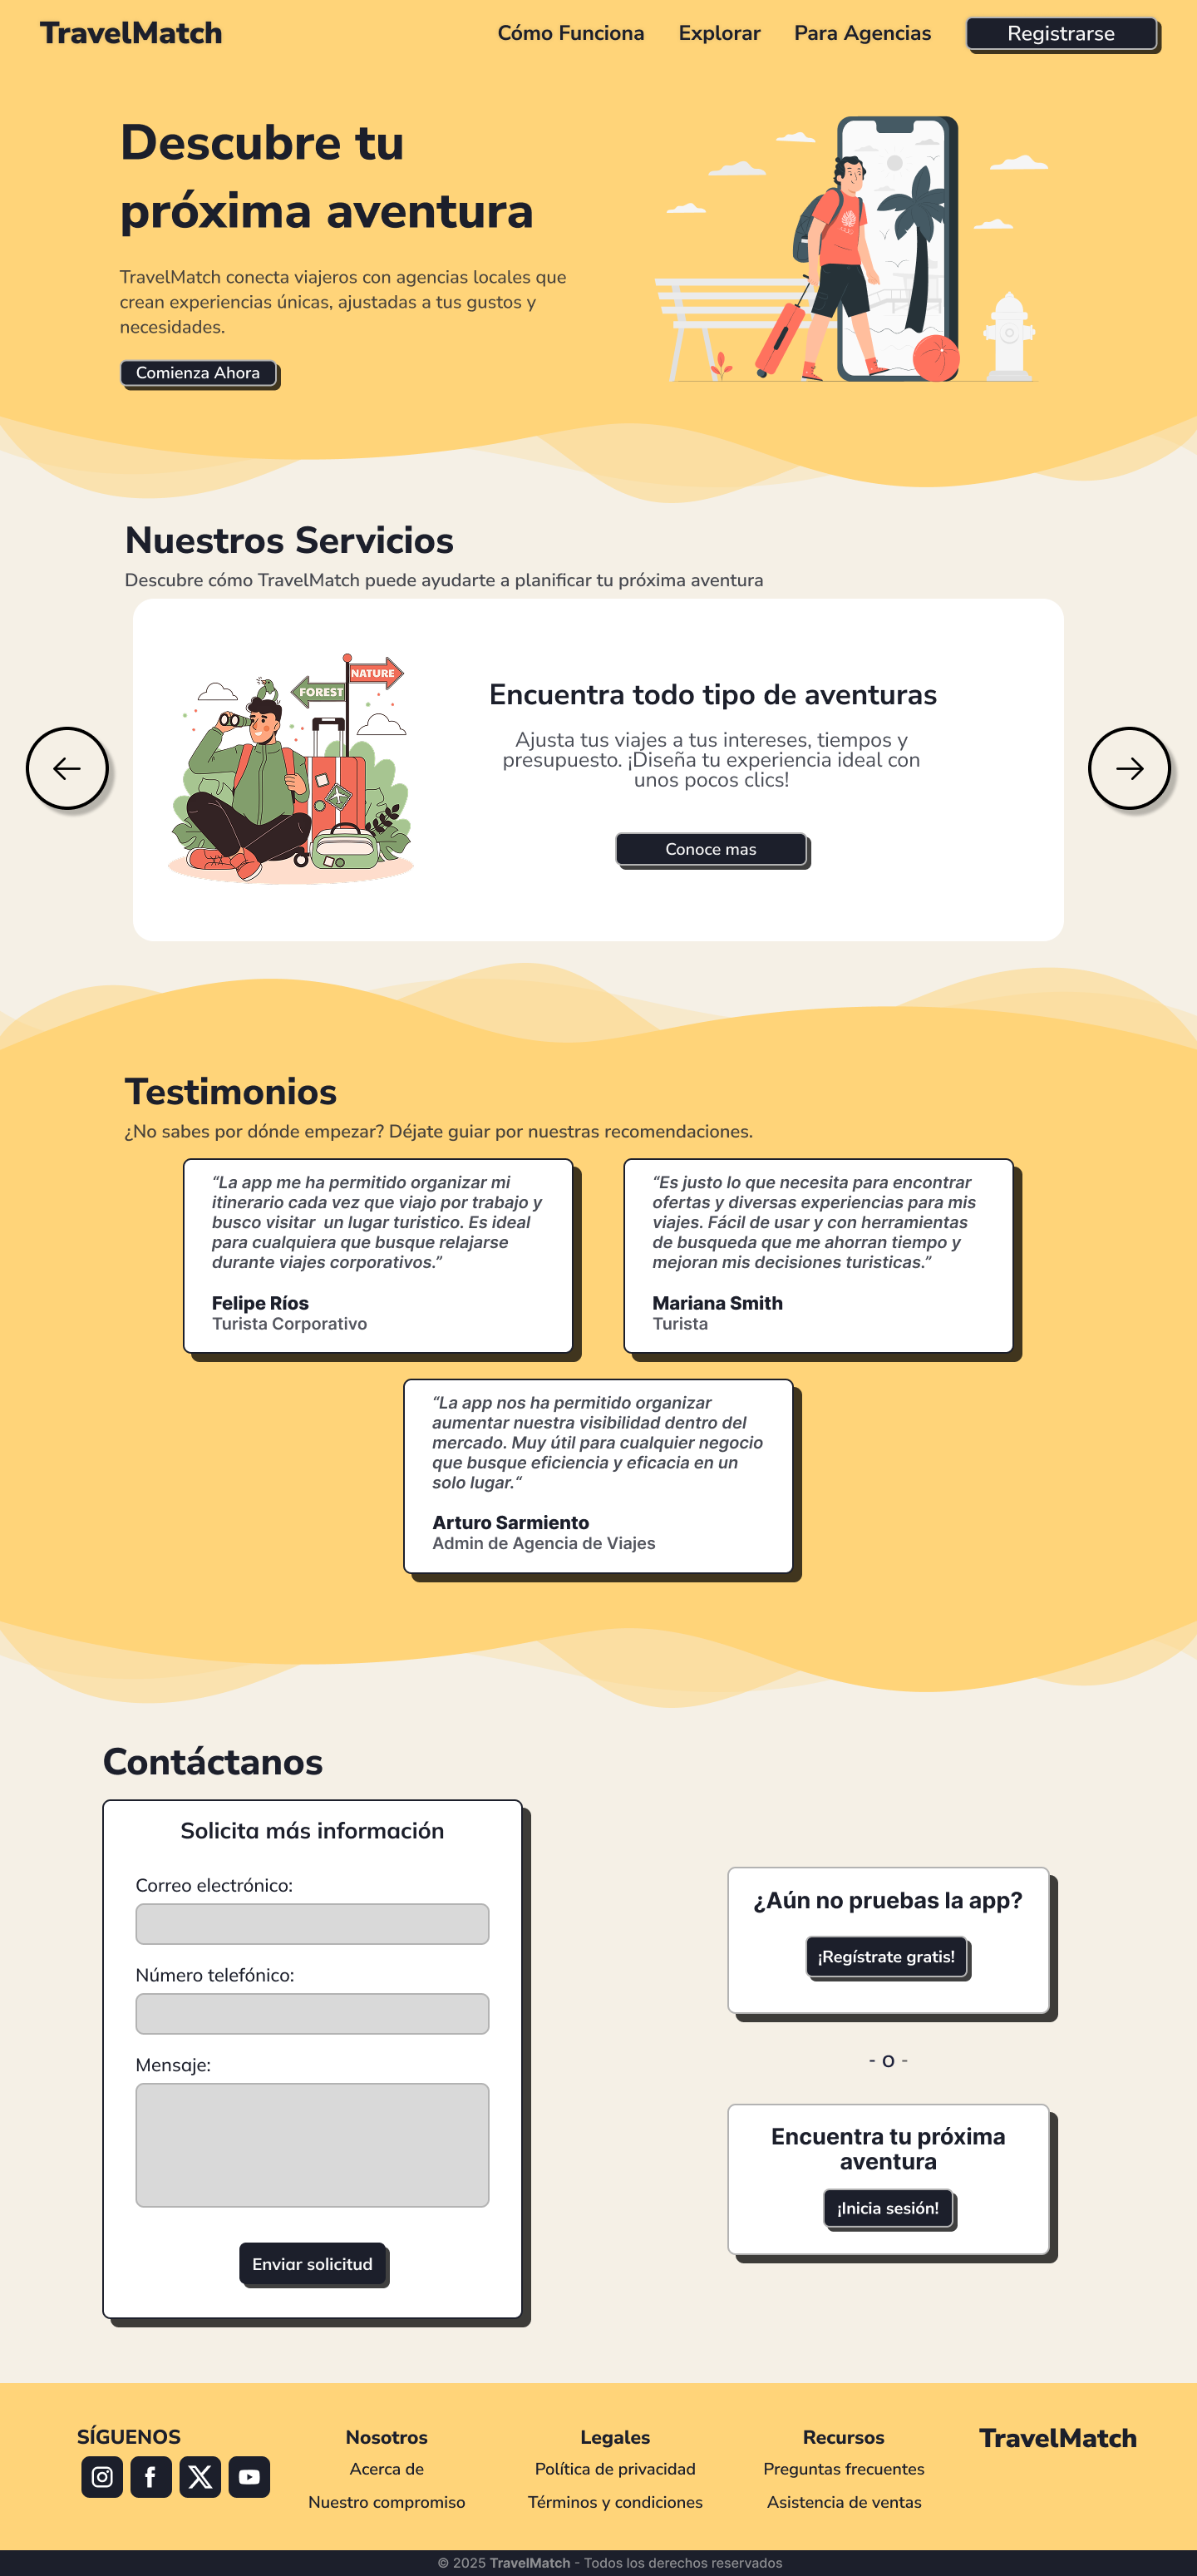 TravelMatch
Cómo Funciona
Explorar
Para Agencias
Registrarse
Descubre tu
próxima aventura
TravelMatch conecta viajeros con agencias locales que
crean experiencias únicas, ajustadas a tus gustos y
necesidades.
Comienza Ahora
Nuestros Servicios
Descubre cómo TravelMatch puede ayudarte a planificar tu próxima aventura
NATURE
FOREST
Encuentra todo tipo de aventuras
Ajusta tus viajes a tus intereses, tiempos y
presupuesto. ¡Diseña tu experiencia ideal con
unos pocos clics!
Conoce mas
Testimonios
¿No sabes por dónde empezar? Déjate guiar por nuestras recomendaciones.
“La app me ha permitido organizar mi
itinerario cada vez que viajo por trabajo y
busco visitar  un lugar turistico. Es ideal
para cualquiera que busque relajarse
durante viajes corporativos.”
Felipe Ríos
Turista Corporativo
“Es justo lo que necesita para encontrar
ofertas y diversas experiencias para mis
viajes. Fácil de usar y con herramientas
de busqueda que me ahorran tiempo y
mejoran mis decisiones turisticas.”
Mariana Smith
Turista
“La app nos ha permitido organizar
aumentar nuestra visibilidad dentro del
mercado. Muy útil para cualquier negocio
que busque eficiencia y eficacia en un
solo lugar.“
Arturo Sarmiento
Admin de Agencia de Viajes
Contáctanos
Solicita más información
Correo electrónico:
Número telefónico:
Mensaje:
Enviar solicitud
¿Aún no pruebas la app?
¡Regístrate gratis!
- O -
Encuentra tu próxima
aventura
¡Inicia sesión!
SÍGUENOS
Nosotros
Acerca de
Nuestro compromiso
Legales
Política de privacidad
Términos y condiciones
Recursos
Preguntas frecuentes
Asistencia de ventas
TravelMatch
© 2025 TravelMatch - Todos los derechos reservados